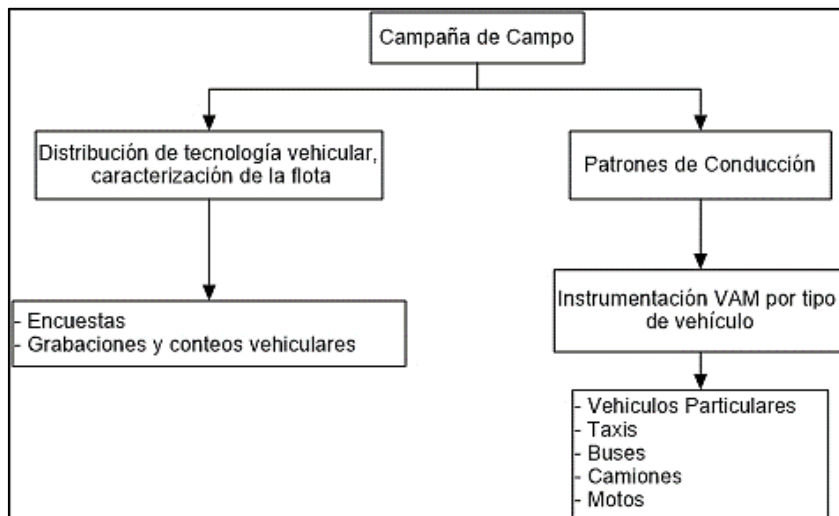 Campaña de Campo
Distribución de tecnología vehicular,
caracterización de la flota
Patrones de Conducción
- Encuestas
- Grabaciones y conteos vehiculares
Instrumentación VAM por tipo
de vehículo
- Vehiculos Particulares
- Taxis
- Buses
- Camiones
- Motos